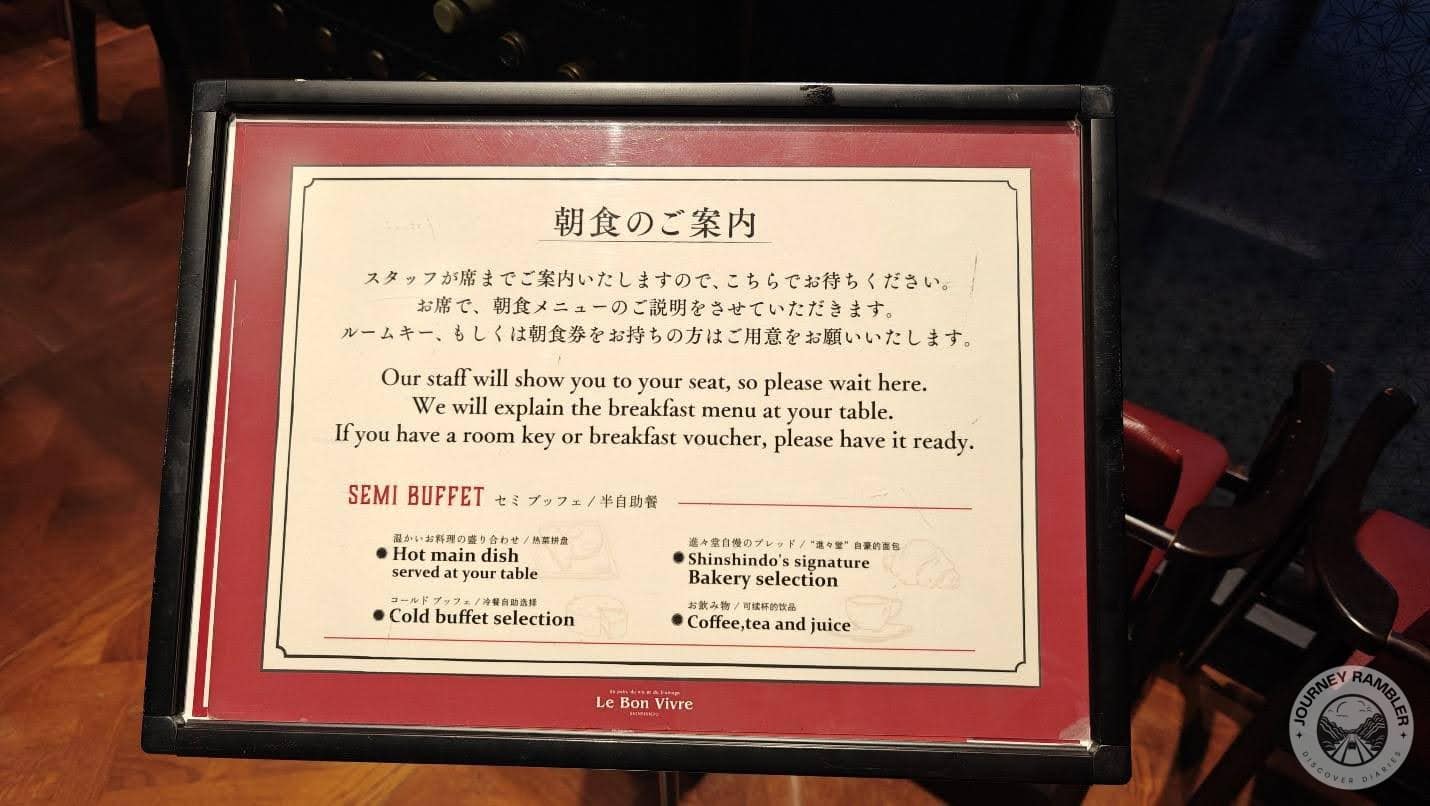 朝食のご案内
スタッフが席までご案内いたしますので、こちらでお待ちください。
お席で、朝食メニューのご説明をさせていただきます。
ルームキー、もしくは朝食券をお持ちの方はご用意をお願いいたします。
Our staff will show you to your seat, so please wait here.
We will explain the breakfast menu at your table.
If you have a room key or breakfast voucher, please have it ready.
SEMI BUFFET セミ ブッフェ / 半自助餐
温かいお料理の盛り合わせ / 热菜拼盘
Hot main dish
served at your table
コールド ブッフェ / 冷餐自助选择
Cold buffet selection
進々堂自慢のブレッド / "進々堂" 自豪的面包
Shinshindo's signature
Bakery selection
お飲み物 / 可续杯的饮品
Coffee,tea and juice
Le Bon Vivre
SHINSHINDO
JOURNEY RAMBLER
DISCOVER DIARIES